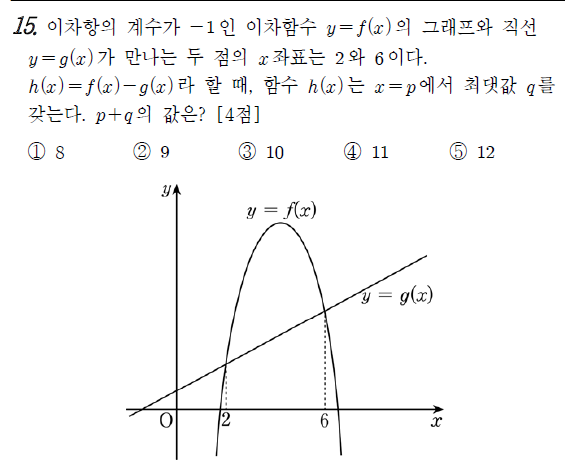 15. 이차항의 계수가 -1인 이차함수 y=f(x)의 그래프와 직선
y=g(x)가 만나는 두 점의 x좌표는 2와 6이다.
h(x)=f(x)-g(x)라 할 때, 함수 h(x)는 x=p에서 최댓값 q를
갖는다. p+q의 값은? [4점]
① 8 ② 9 ③ 10 ④ 11 ⑤ 12
y
y = f(x)
y = g(x)
O 2 6 x